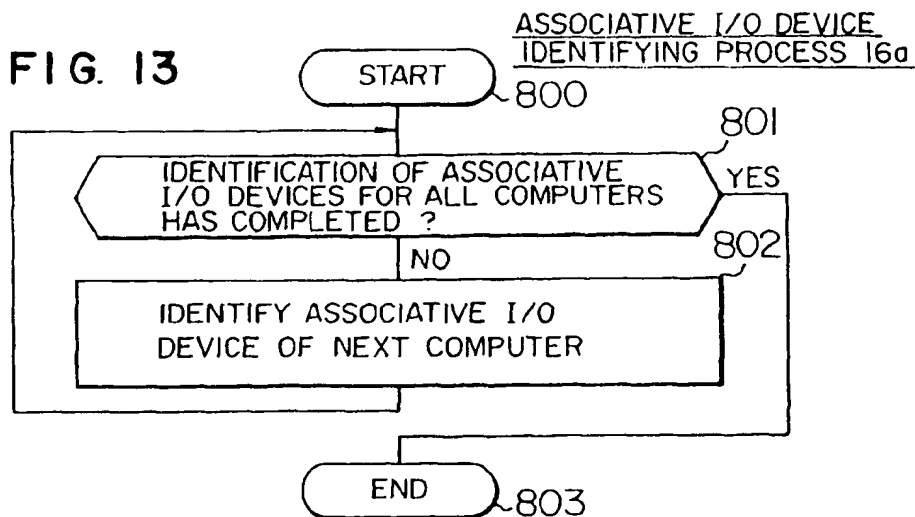 FIG. 13
ASSOCIATIVE I/O DEVICE
IDENTIFYING PROCESS 16a
START
800
801
IDENTIFICATION OF ASSOCIATIVE
I/O DEVICES FOR ALL COMPUTERS
HAS COMPLETED ?
YES
NO
802
IDENTIFY ASSOCIATIVE I/O
DEVICE OF NEXT COMPUTER
END
803